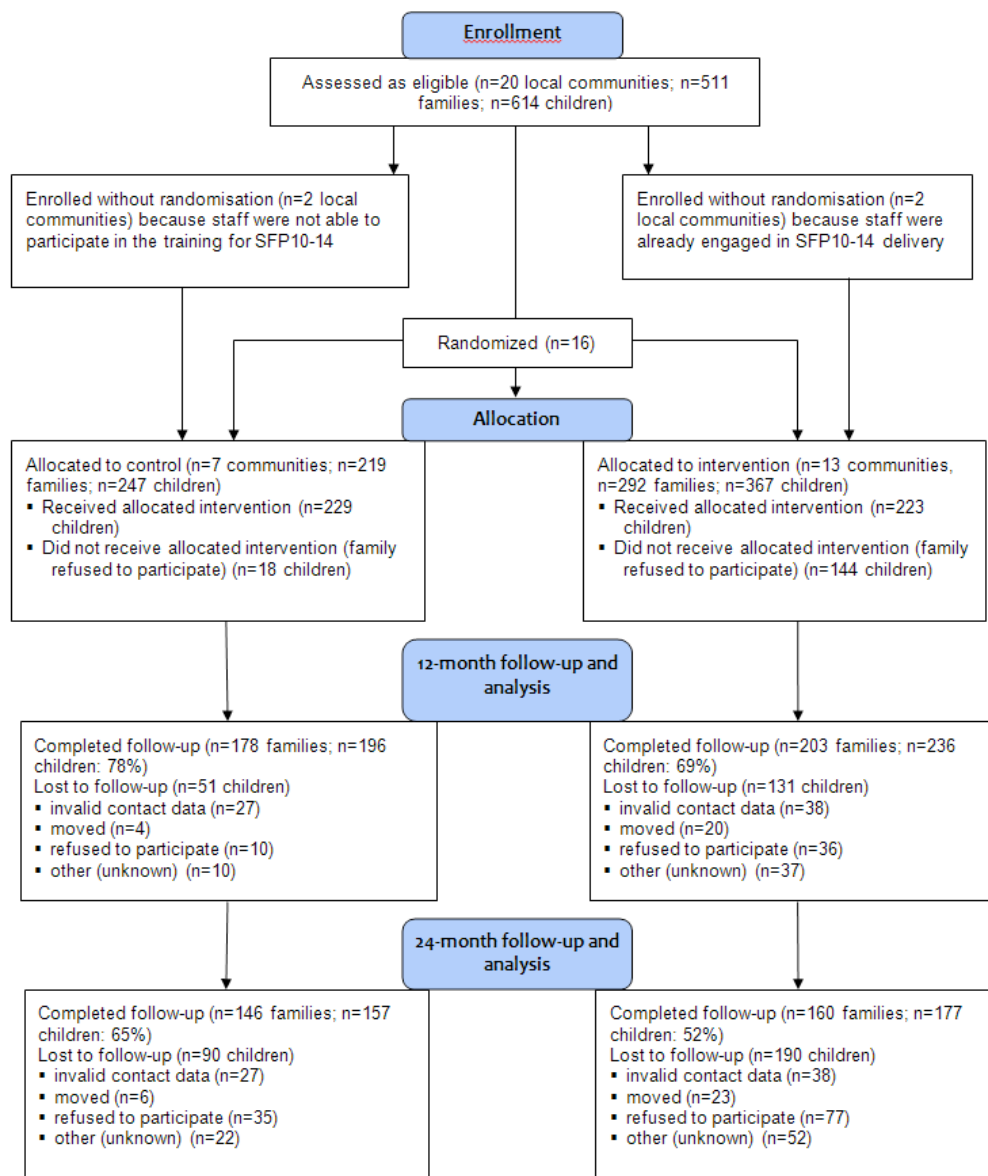 Enrollment
Assessed as eligible (n=20 local communities; n=511
families; n=614 children)
Enrolled without randomisation (n=2 local
communities) because staff were not able to
participate in the training for SFP10-14
Enrolled without randomisation (n=2
local communities) because staff were
already engaged in SFP10-14 delivery
Randomized (n=16)
Allocation
Allocated to control (n=7 communities; n=219
families; n=247 children)
▪ Received allocated intervention (n=229
children)
▪ Did not receive allocated intervention (family
refused to participate) (n=18 children)
Allocated to intervention (n=13 communities,
n=292 families; n=367 children)
▪ Received allocated intervention (n=223
children)
▪ Did not receive allocated intervention (family
refused to participate) (n=144 children)
12-month follow-up and
analysis
Completed follow-up (n=178 families; n=196
children: 78%)
Lost to follow-up (n=51 children)
▪ invalid contact data (n=27)
▪ moved (n=4)
▪ refused to participate (n=10)
▪ other (unknown) (n=10)
Completed follow-up (n=203 families; n=236
children: 69%)
Lost to follow-up (n=131 children)
▪ invalid contact data (n=38)
▪ moved (n=20)
▪ refused to participate (n=36)
▪ other (unknown) (n=37)
24-month follow-up and
analysis
Completed follow-up (n=146 families; n=157
children: 65%)
Lost to follow-up (n=90 children)
▪ invalid contact data (n=27)
▪ moved (n=6)
▪ refused to participate (n=35)
▪ other (unknown) (n=22)
Completed follow-up (n=160 families; n=177
children: 52%)
Lost to follow-up (n=190 children)
▪ invalid contact data (n=38)
▪ moved (n=23)
▪ refused to participate (n=77)
▪ other (unknown) (n=52)